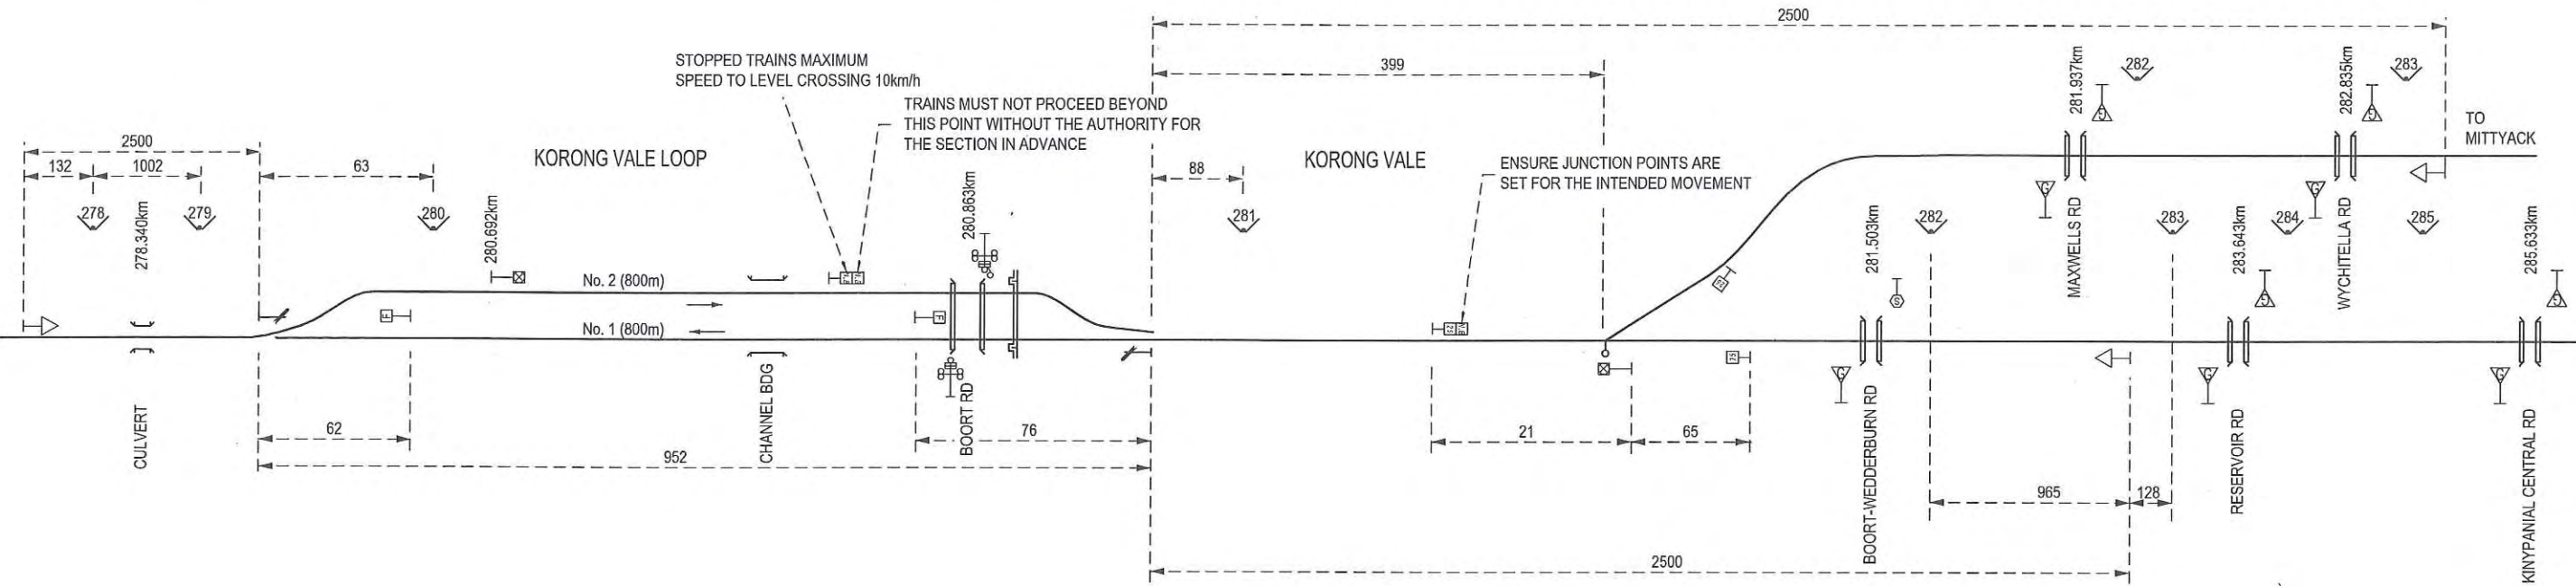 2500
399
STOPPED TRAINS MAXIMUM
SPEED TO LEVEL CROSSING 10km/h
TRAINS MUST NOT PROCEED BEYOND
THIS POINT WITHOUT THE AUTHORITY FOR
THE SECTION IN ADVANCE
281.937km
282
282.835km
283
TO
MITTYACK
2500
132
1002
63
KORONG VALE LOOP
88
KORONG VALE
ENSURE JUNCTION POINTS ARE
SET FOR THE INTENDED MOVEMENT
278
278.340km
279
280
280.692km
280.863km
281
281.503km
282
G
G
MAXWELLS RD
283
283.643km
284
G
G
WYCHITELLA RD
285
285.633km
No. 2 (800m)
No. 1 (800m)
F
F
25
75
S
G
G
G
G
G
CULVERT
62
952
CHANNEL BDG
76
BOORT RD
21
65
BOORT-WEDDERBURN RD
965
128
RESERVOIR RD
KINYPANIAL CENTRAL RD
2500